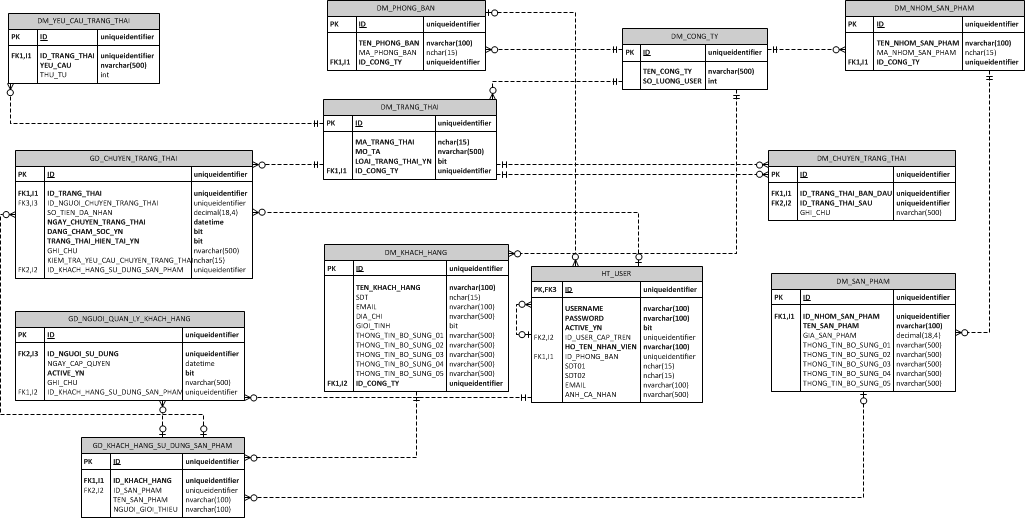 DM_YEU_CAU_TRANG_THAI
PK ID uniqueidentifier
FK1,I1 ID_TRANG_THAI uniqueidentifier
YEU_CAU nvarchar(500)
THU_TU int
DM_PHONG_BAN
PK ID uniqueidentifier
TEN_PHONG_BAN nvarchar(100)
MA_PHONG_BAN nchar(15)
FK1,I1 ID_CONG_TY uniqueidentifier
DM_CONG_TY
PK ID uniqueidentifier
TEN_CONG_TY nvarchar(500)
SO_LUONG_USER int
DM_NHOM_SAN_PHAM
PK ID uniqueidentifier
TEN_NHOM_SAN_PHAM nvarchar(100)
MA_NHOM_SAN_PHAM nchar(15)
FK1,I1 ID_CONG_TY uniqueidentifier
DM_TRANG_THAI
PK ID uniqueidentifier
MA_TRANG_THAI nchar(15)
MO_TA nvarchar(500)
LOAI_TRANG_THAI_YN bit
FK1,I1 ID_CONG_TY uniqueidentifier
GD_CHUYEN_TRANG_THAI
PK ID uniqueidentifier
FK1,I1 ID_TRANG_THAI uniqueidentifier
FK3,I3 ID_NGUOI_CHUYEN_TRANG_THAI uniqueidentifier
SO_TIEN_DA_NHAN decimal(18,4)
NGAY_CHUYEN_TRANG_THAI datetime
DANG_CHAM_SOC_YN bit
TRANG_THAI_HIEN_TAI_YN bit
GHI_CHU nvarchar(500)
KIEM_TRA_YEU_CAU_CHUYEN_TRANG_THAI nchar(15)
FK2,I2 ID_KHACH_HANG_SU_DUNG_SAN_PHAM uniqueidentifier
DM_CHUYEN_TRANG_THAI
PK ID uniqueidentifier
FK1,I1 ID_TRANG_THAI_BAN_DAU uniqueidentifier
FK2,I2 ID_TRANG_THAI_SAU uniqueidentifier
GHI_CHU nvarchar(500)
DM_KHACH_HANG
PK ID uniqueidentifier
TEN_KHACH_HANG nvarchar(100)
SDT nchar(15)
EMAIL nvarchar(100)
DIA_CHI nvarchar(500)
GIOI_TINH bit
THONG_TIN_BO_SUNG_01 nvarchar(500)
THONG_TIN_BO_SUNG_02 nvarchar(500)
THONG_TIN_BO_SUNG_03 nvarchar(500)
THONG_TIN_BO_SUNG_04 nvarchar(500)
THONG_TIN_BO_SUNG_05 nvarchar(500)
FK1,I2 ID_CONG_TY uniqueidentifier
HT_USER
PK,FK3 ID uniqueidentifier
USERNAME nvarchar(100)
PASSWORD nvarchar(100)
ACTIVE_YN bit
FK2,I2 ID_USER_CAP_TREN uniqueidentifier
HO_TEN_NHAN_VIEN nvarchar(100)
FK1,I1 ID_PHONG_BAN uniqueidentifier
SDT01 nchar(15)
SDT02 nchar(15)
EMAIL nvarchar(100)
ANH_CA_NHAN nvarchar(500)
DM_SAN_PHAM
PK ID uniqueidentifier
FK1,I1 ID_NHOM_SAN_PHAM uniqueidentifier
TEN_SAN_PHAM nvarchar(100)
GIA_SAN_PHAM decimal(18,4)
THONG_TIN_BO_SUNG_01 nvarchar(500)
THONG_TIN_BO_SUNG_02 nvarchar(500)
THONG_TIN_BO_SUNG_03 nvarchar(500)
THONG_TIN_BO_SUNG_04 nvarchar(500)
THONG_TIN_BO_SUNG_05 nvarchar(500)
GD_NGUOI_QUAN_LY_KHACH_HANG
PK ID uniqueidentifier
FK2,I3 ID_NGUOI_SU_DUNG uniqueidentifier
NGAY_CAP_QUYEN datetime
ACTIVE_YN bit
GHI_CHU nvarchar(500)
FK1,I2 ID_KHACH_HANG_SU_DUNG_SAN_PHAM uniqueidentifier
GD_KHACH_HANG_SU_DUNG_SAN_PHAM
PK ID uniqueidentifier
FK1,I1 ID_KHACH_HANG uniqueidentifier
FK2,I2 ID_SAN_PHAM uniqueidentifier
TEN_SAN_PHAM nvarchar(100)
NGUOI_GIOI_THIEU nvarchar(100)